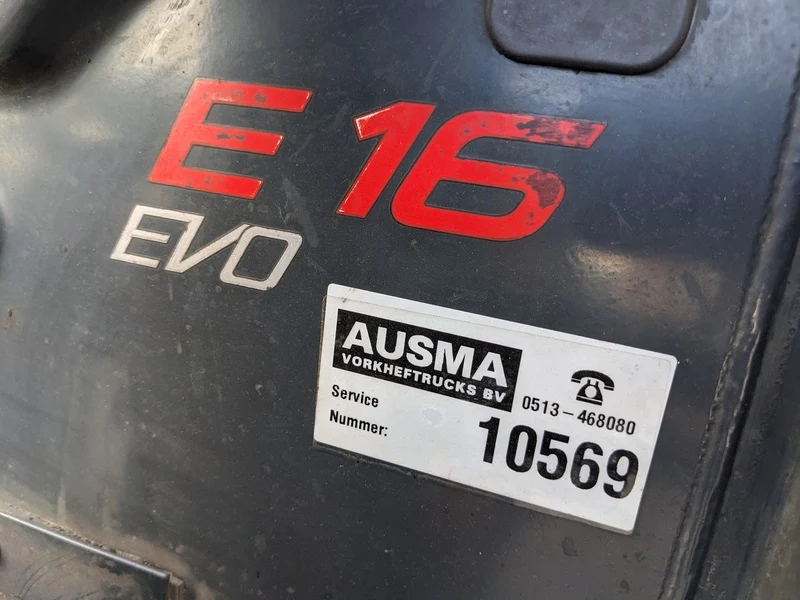 E 16
EVO
AUSMA
VORKHEFTRUCKS BV
0513-468080
Service
Nummer:
10569